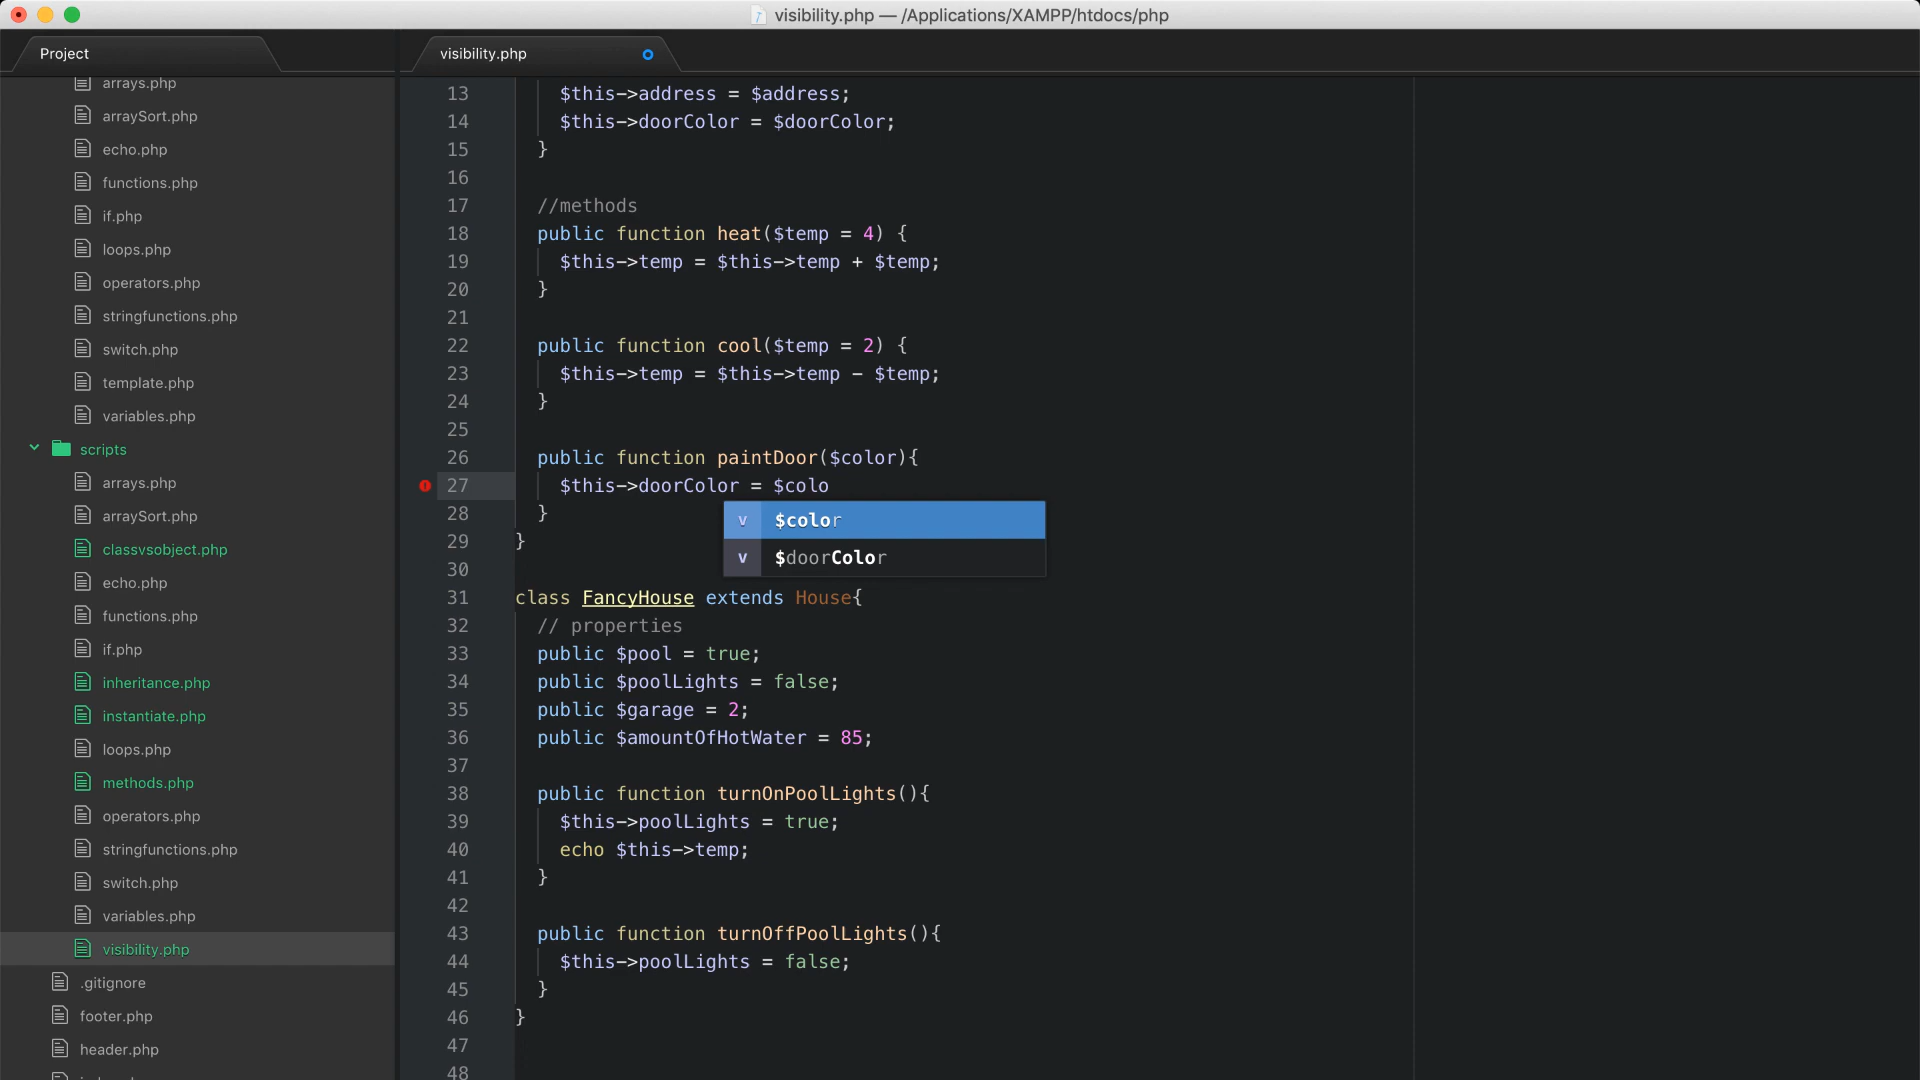 visibility.php — /Applications/XAMPP/htdocs/php
Project
visibility.php
arrays.php
arraySort.php
echo.php
functions.php
if.php
loops.php
operators.php
stringfunctions.php
switch.php
template.php
variables.php
scripts
arrays.php
arraySort.php
classvsobject.php
echo.php
functions.php
if.php
inheritance.php
instantiate.php
loops.php
methods.php
operators.php
stringfunctions.php
switch.php
variables.php
visibility.php
.gitignore
footer.php
header.php
13 $this->address = $address;
14 $this->doorColor = $doorColor;
15 }
16
17 //methods
18 public function heat($temp = 4) {
19 $this->temp = $this->temp + $temp;
20 }
21
22 public function cool($temp = 2) {
23 $this->temp = $this->temp - $temp;
24 }
25
26 public function paintDoor($color){
27 $this->doorColor = $colo
v $color
v $doorColor
28 }
29 }
30
31 class FancyHouse extends House{
32 // properties
33 public $pool = true;
34 public $poolLights = false;
35 public $garage = 2;
36 public $amountOfHotWater = 85;
37
38 public function turnOnPoolLights(){
39 $this->poolLights = true;
40 echo $this->temp;
41 }
42
43 public function turnOffPoolLights(){
44 $this->poolLights = false;
45 }
46 }
47
48